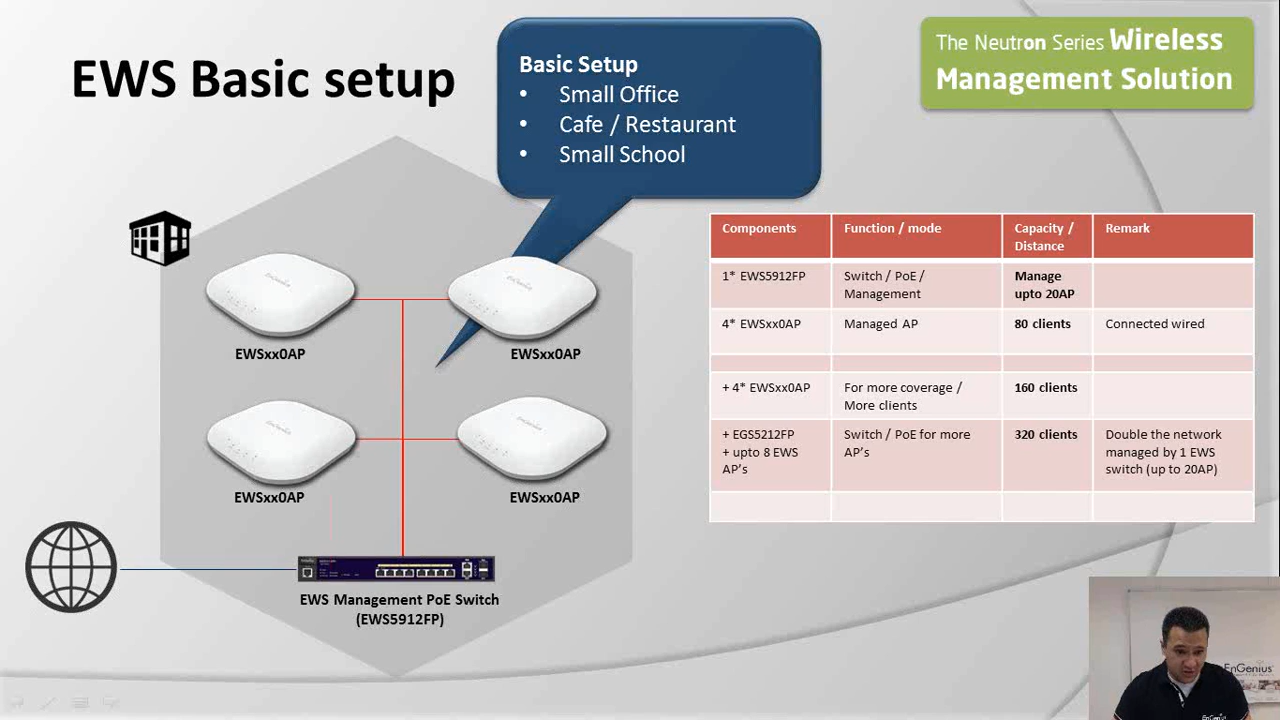 EWS Basic setup
Basic Setup
• Small Office
• Cafe / Restaurant
• Small School
The Neutron Series Wireless
Management Solution
EWSxx0AP
EWSxx0AP
EWSxx0AP
EWSxx0AP
EWS Management PoE Switch
(EWS5912FP)
Components Function / mode Capacity / Remark
Distance
1* EWS5912FP Switch / PoE / Manage
Management upto 20AP
4* EWSxx0AP Managed AP 80 clients Connected wired
+ 4* EWSxx0AP For more coverage / 160 clients
More clients
+ EGS5212FP Switch / PoE for more 320 clients Double the network
+ upto 8 EWS AP’s managed by 1 EWS
AP’s switch (up to 20AP)
EnGenius
EnGenius